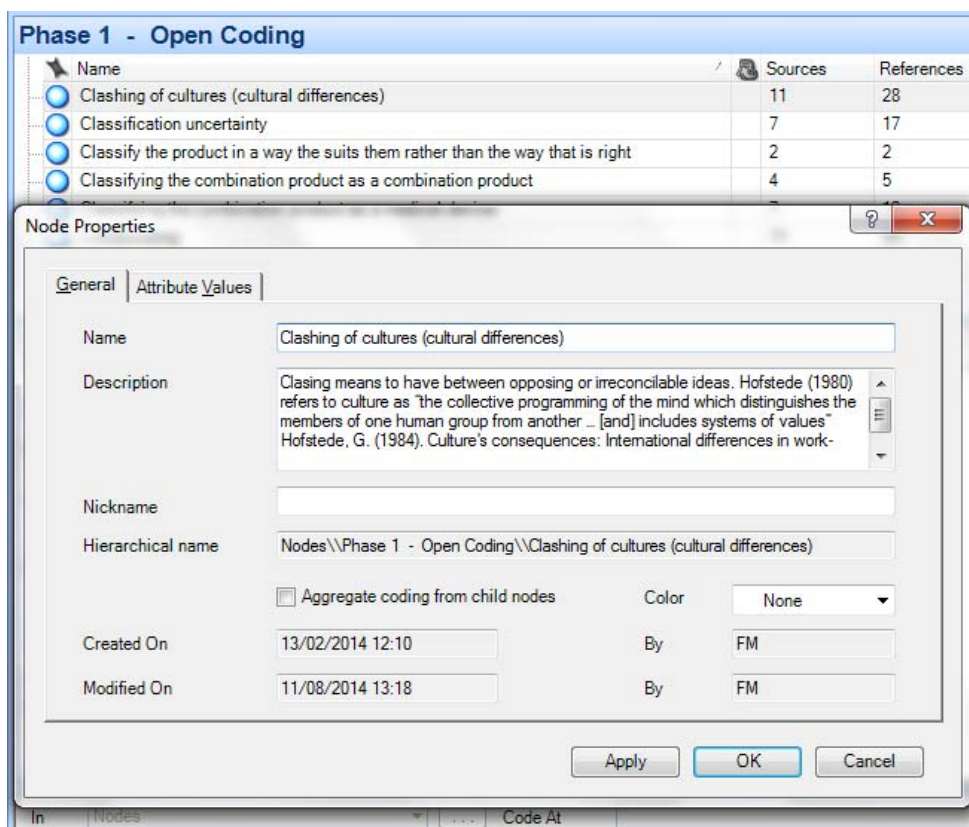 Phase 1 - Open Coding
Name / Sources References
Clashing of cultures (cultural differences) 11 28
Classification uncertainty 7 17
Classify the product in a way the suits them rather than the way that is right 2 2
Classifying the combination product as a combination product 4 5
Node Properties
General Attribute Values
Name Clashing of cultures (cultural differences)
Description Clasing means to have between opposing or irreconcilable ideas. Hofstede (1980)
refers to culture as "the collective programming of the mind which distinguishes the
members of one human group from another ... [and] includes systems of values"
Hofstede, G. (1984). Culture's consequences: International differences in work-
Nickname
Hierarchical name Nodes\\Phase 1 - Open Coding\\Clashing of cultures (cultural differences)
Aggregate coding from child nodes Color None
Created On 13/02/2014 12:10 By FM
Modified On 11/08/2014 13:18 By FM
Apply OK Cancel
In Nodes ... Code At